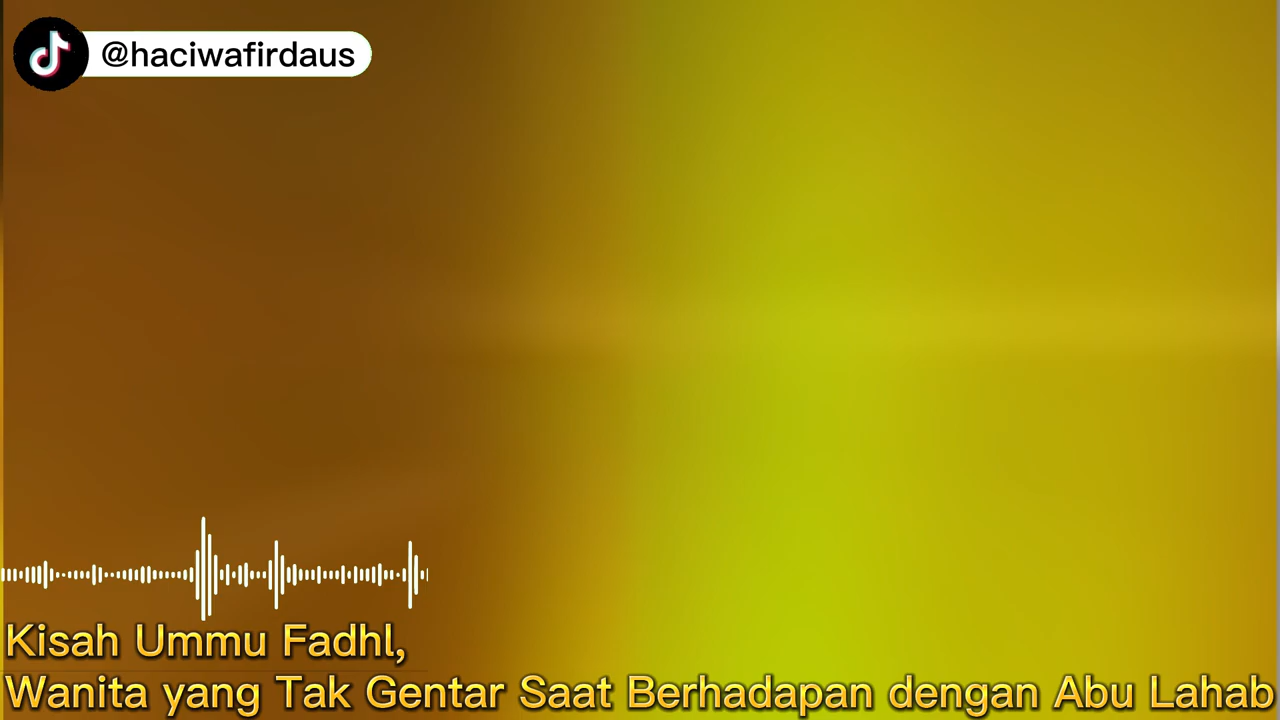 @haciwafirdaus
Kisah Ummu Fadhl,
Wanita yang Tak Gentar Saat Berhadapan dengan Abu Lahab